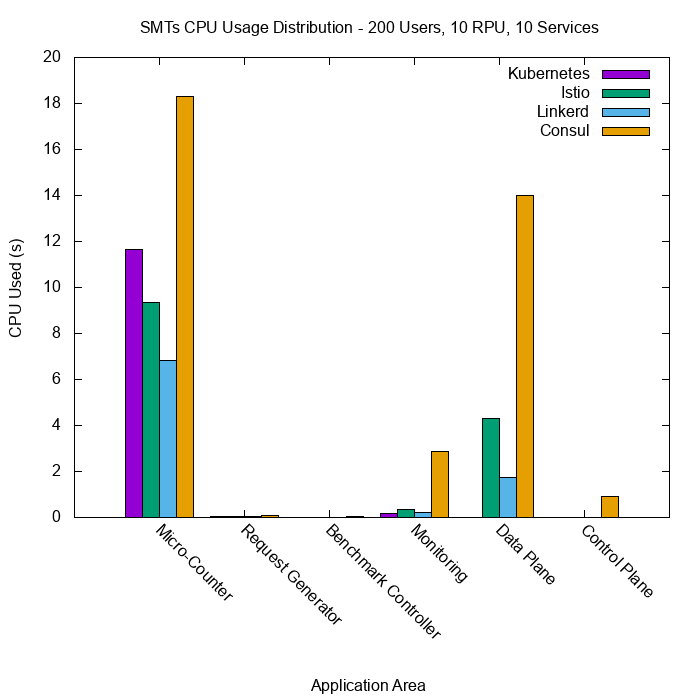 SMTs CPU Usage Distribution - 200 Users, 10 RPU, 10 Services
Kubernetes
Istio
Linkerd
Consul
CPU Used (s)
20
18
16
14
12
10
8
6
4
2
0
Micro-Counter
Request Generator
Benchmark Controller
Monitoring
Data Plane
Control Plane
Application Area